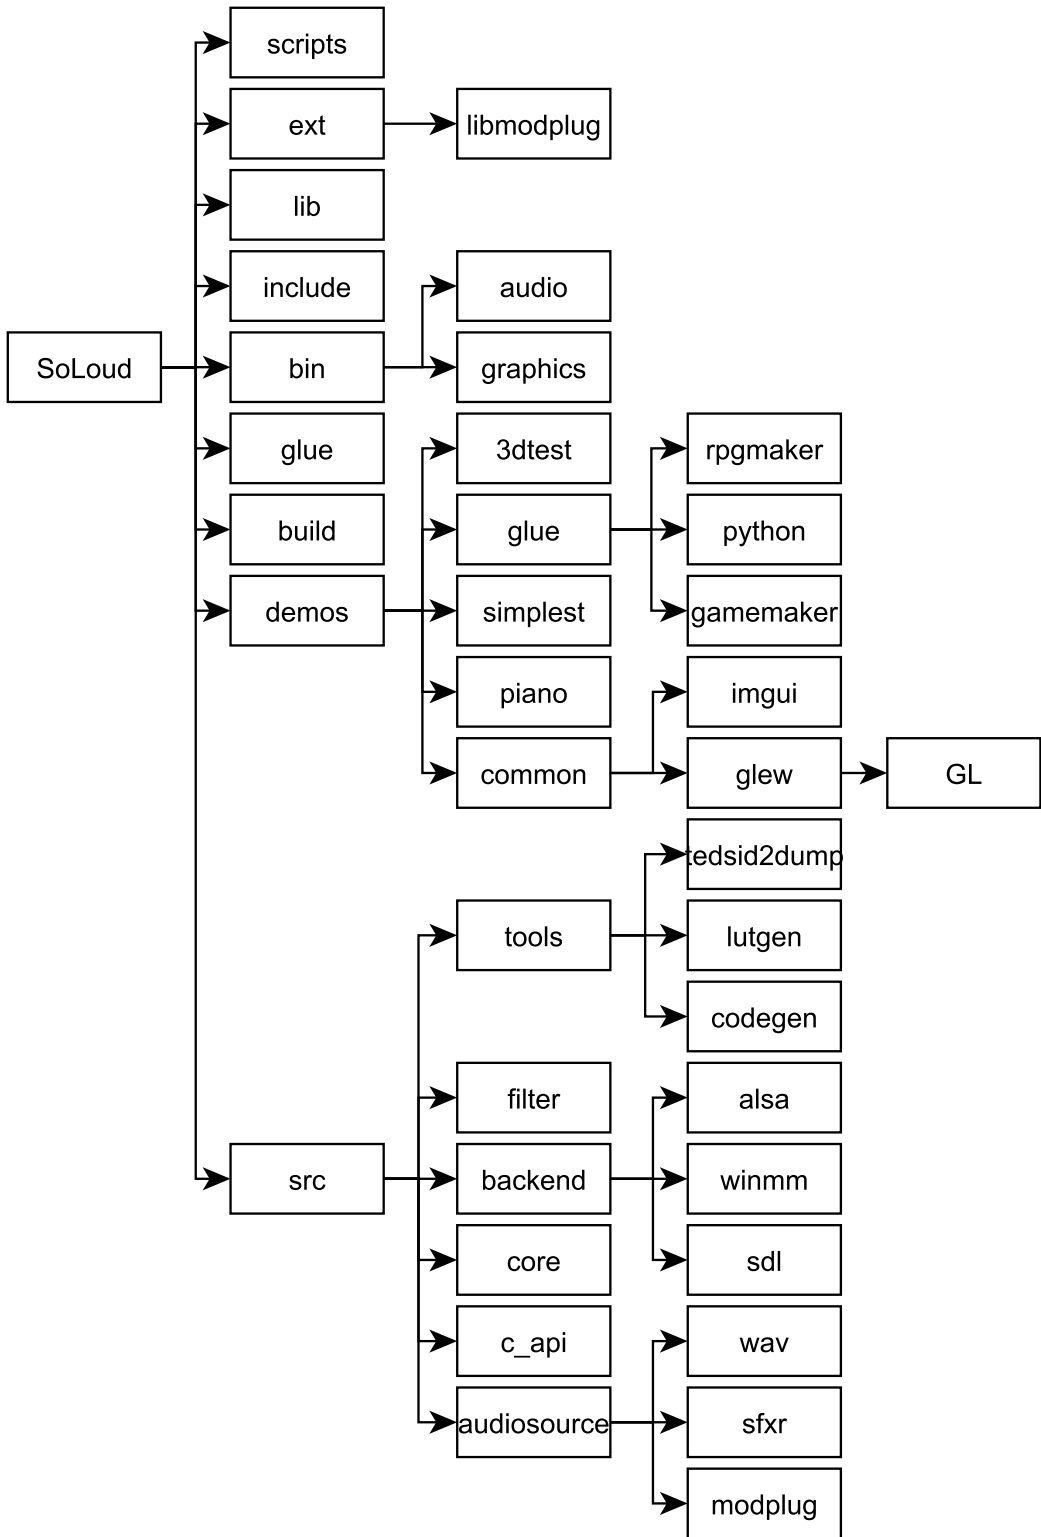 scripts
ext
libmodplug
lib
include
audio
SoLoud
bin
graphics
glue
3dtest
rpgmaker
build
glue
python
demos
simplest
gamemaker
piano
imgui
common
glew
GL
tedsid2dump
tools
lutgen
codegen
filter
alsa
src
backend
winmm
core
sdl
c_api
wav
audiosource
sfxr
modplug